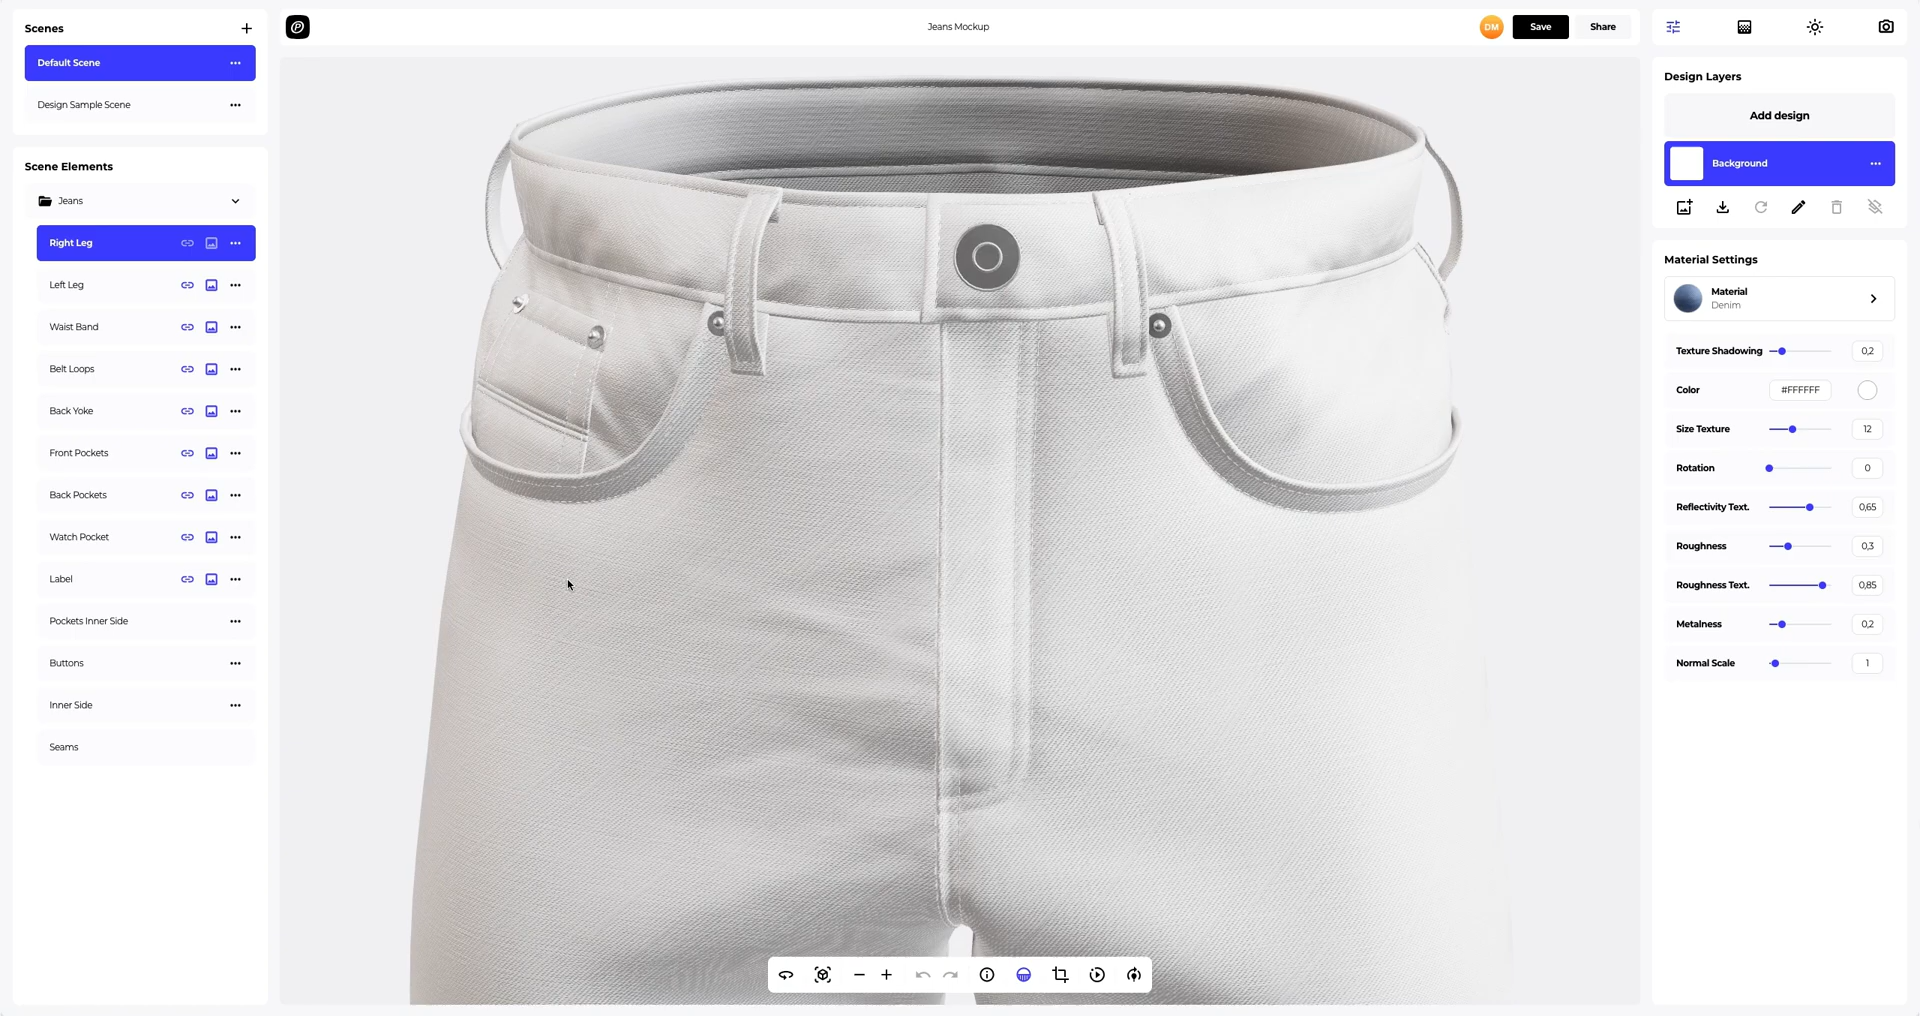 Scenes
Default Scene
Design Sample Scene
Scene Elements
Jeans
Right Leg
Left Leg
Waist Band
Belt Loops
Back Yoke
Front Pockets
Back Pockets
Watch Pocket
Label
Pockets Inner Side
Buttons
Inner Side
Seams
Jeans Mockup
DM
Save
Share
Design Layers
Add design
Background
Material Settings
Material
Denim
Texture Shadowing 0,2
Color #FFFFFF
Size Texture 12
Rotation 0
Reflectivity Text. 0,65
Roughness 0,3
Roughness Text. 0,85
Metalness 0,2
Normal Scale 1